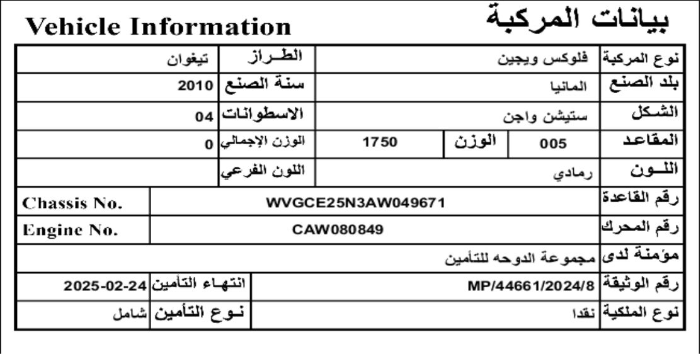 Vehicle Information بيانات المركبة
نوع المركبة فلوكس ويجين الطـراز تيغوان
بلد الصنع المانيا سنة الصنع 2010
الشكل ستيشن واجن الاسطوانات 04
المقاعد 005 الوزن 1750 الوزن الإجمالي 0
اللـون رمادي اللون الفرعي
رقم القاعدة WVGCE25N3AW049671 Chassis No.
رقم المحرك CAW080849 Engine No.
مؤمنة لدى مجموعة الدوحه للتأمين
رقم الوثيقة MP/44661/2024/8 انتهاء التأمين 2025-02-24
نوع الملكية نقدا نـوع التأمين شامل